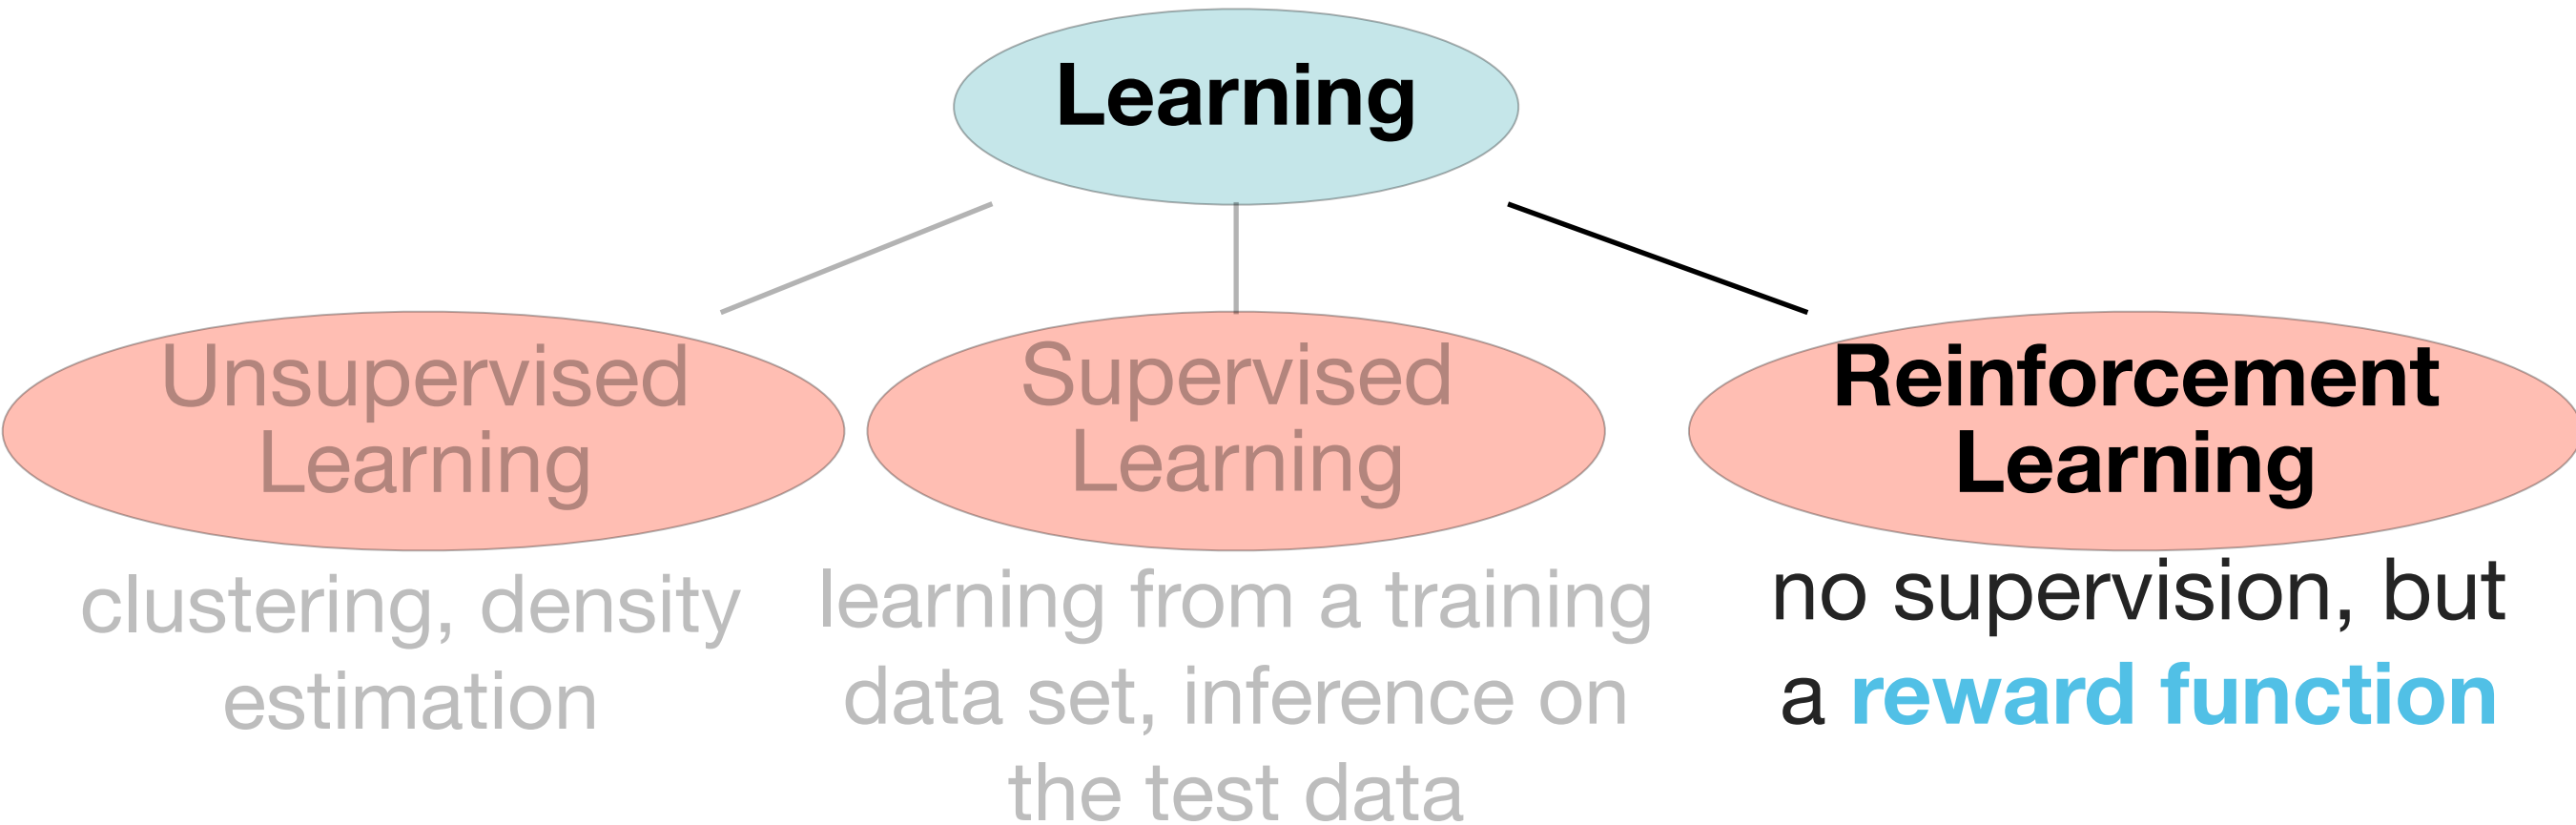 Learning
Unsupervised
Learning
clustering, density
estimation
Supervised
Learning
learning from a training
data set, inference on
the test data
Reinforcement
Learning
no supervision, but
a reward function